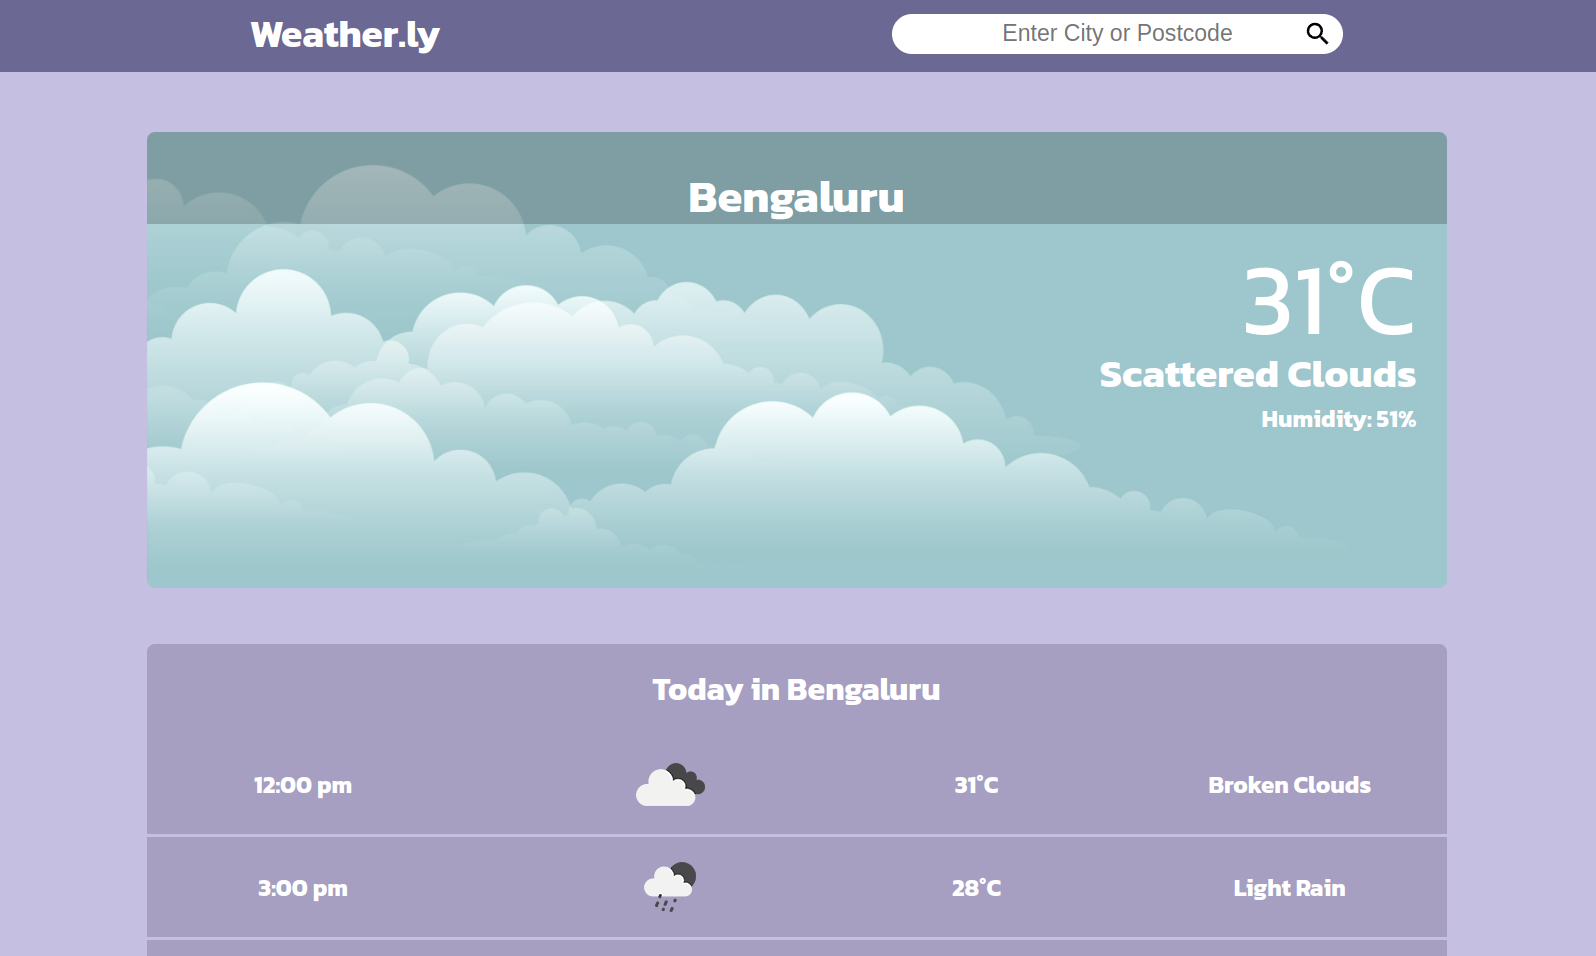 Weather.ly
Enter City or Postcode
Bengaluru
31°C
Scattered Clouds
Humidity: 51%
Today in Bengaluru
12:00 pm 31°C Broken Clouds
3:00 pm 28°C Light Rain